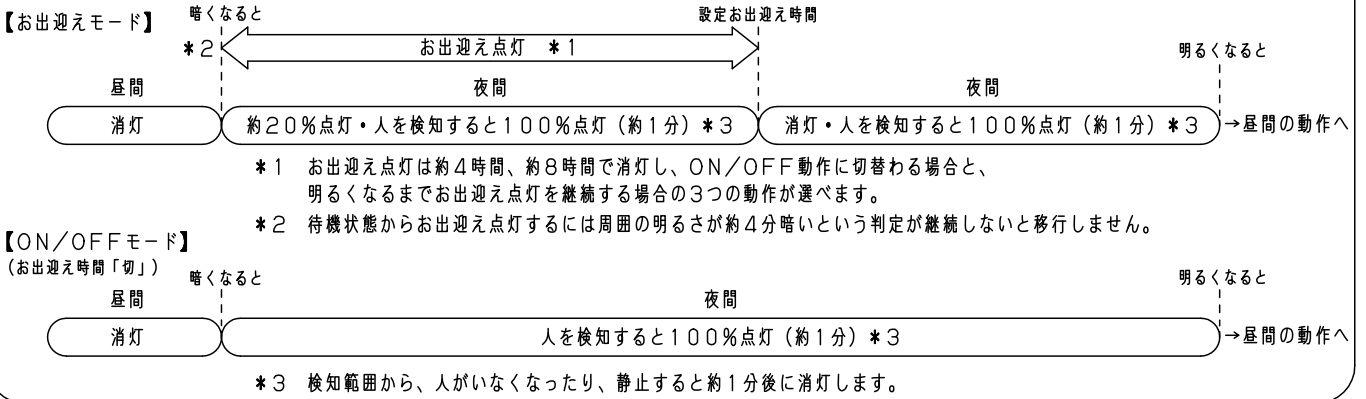 【お出迎えモード】
暗くなると
設定お出迎え時間
＊2
お出迎え点灯　＊1
明るくなると
昼間
夜間
夜間
消灯
約20％点灯・人を検知すると100％点灯（約1分）＊3
消灯・人を検知すると100％点灯（約1分）＊3
→昼間の動作へ
＊1　お出迎え点灯は約4時間、約8時間で消灯し、ON／OFF動作に切替わる場合と、
明るくなるまでお出迎え点灯を継続する場合の3つの動作が選べます。
＊2　待機状態からお出迎え点灯するには周囲の明るさが約4分暗いという判定が継続しないと移行しません。
【ON／OFFモード】
（お出迎え時間「切」）
暗くなると
明るくなると
昼間
夜間
消灯
人を検知すると100％点灯（約1分）＊3
→昼間の動作へ
＊3　検知範囲から、人がいなくなったり、静止すると約1分後に消灯します。